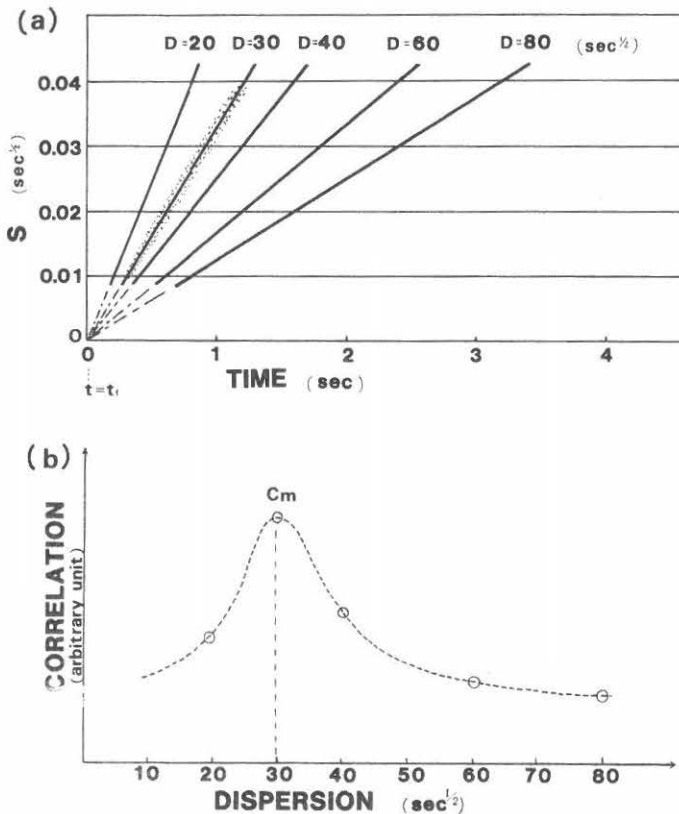 (a)
D=20 D=30 D=40 D=60 D=80 (sec½)
0.04
0.03
0.02
0.01
0
S (sec½)
0 1 2 3 4
TIME (sec)
t=t₁
(b)
Cm
CORRELATION
(arbitrary unit)
10 20 30 40 50 60 70 80
DISPERSION (sec½)